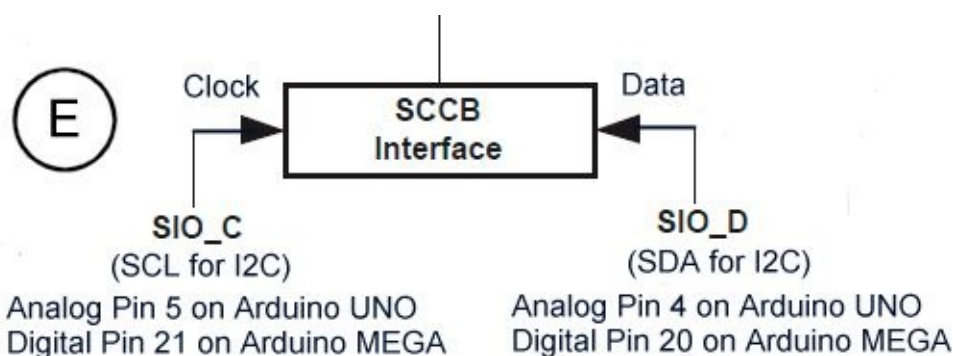 E
Clock
Data
SCCB
Interface
SIO_C
(SCL for I2C)
Analog Pin 5 on Arduino UNO
Digital Pin 21 on Arduino MEGA
SIO_D
(SDA for I2C)
Analog Pin 4 on Arduino UNO
Digital Pin 20 on Arduino MEGA